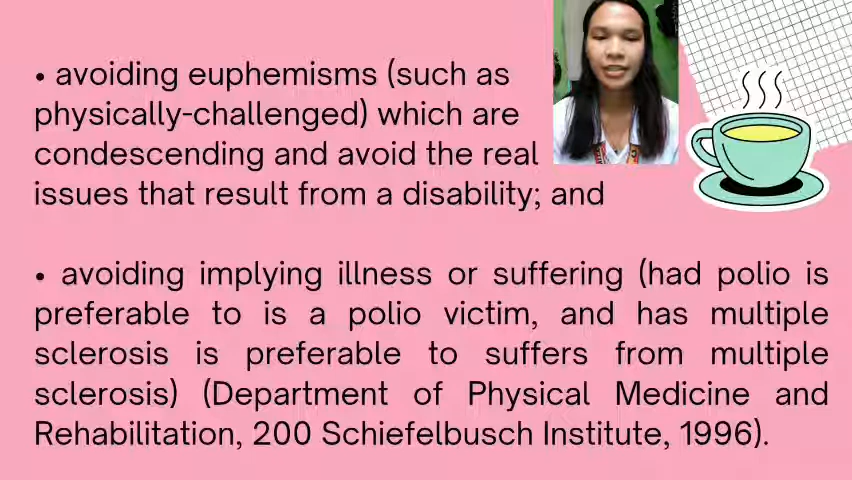 • avoiding euphemisms (such as
physically-challenged) which are
condescending and avoid the real
issues that result from a disability; and
• avoiding implying illness or suffering (had polio is
preferable to is a polio victim, and has multiple
sclerosis is preferable to suffers from multiple
sclerosis) (Department of Physical Medicine and
Rehabilitation, 200 Schiefelbusch Institute, 1996).